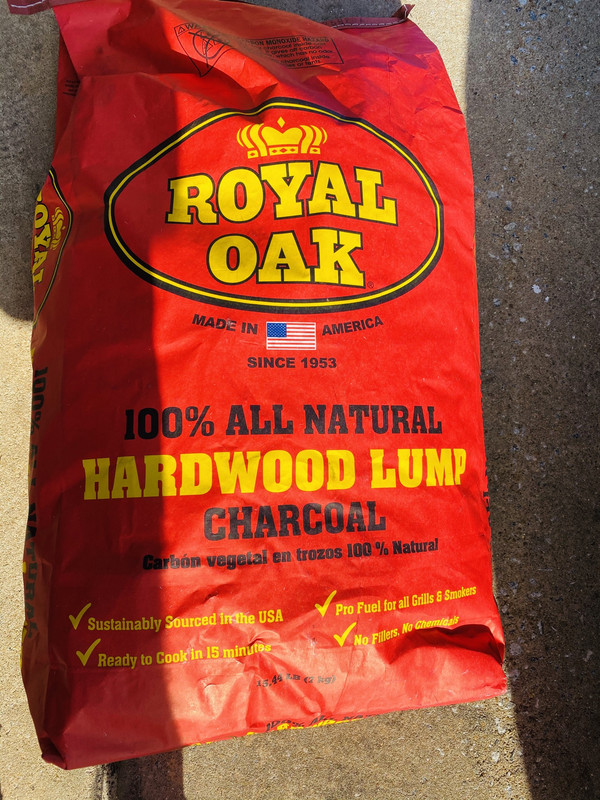 ROYAL
OAK
MADE IN AMERICA
SINCE 1953
100% ALL NATURAL
HARDWOOD LUMP
CHARCOAL
Carbón vegetal en trozos 100 % Natural
Sustainably Sourced in the USA
Pro Fuel for all Grills & Smokers
Ready to Cook in 15 minutes
No Fillers, No Chemicals
ROYAL